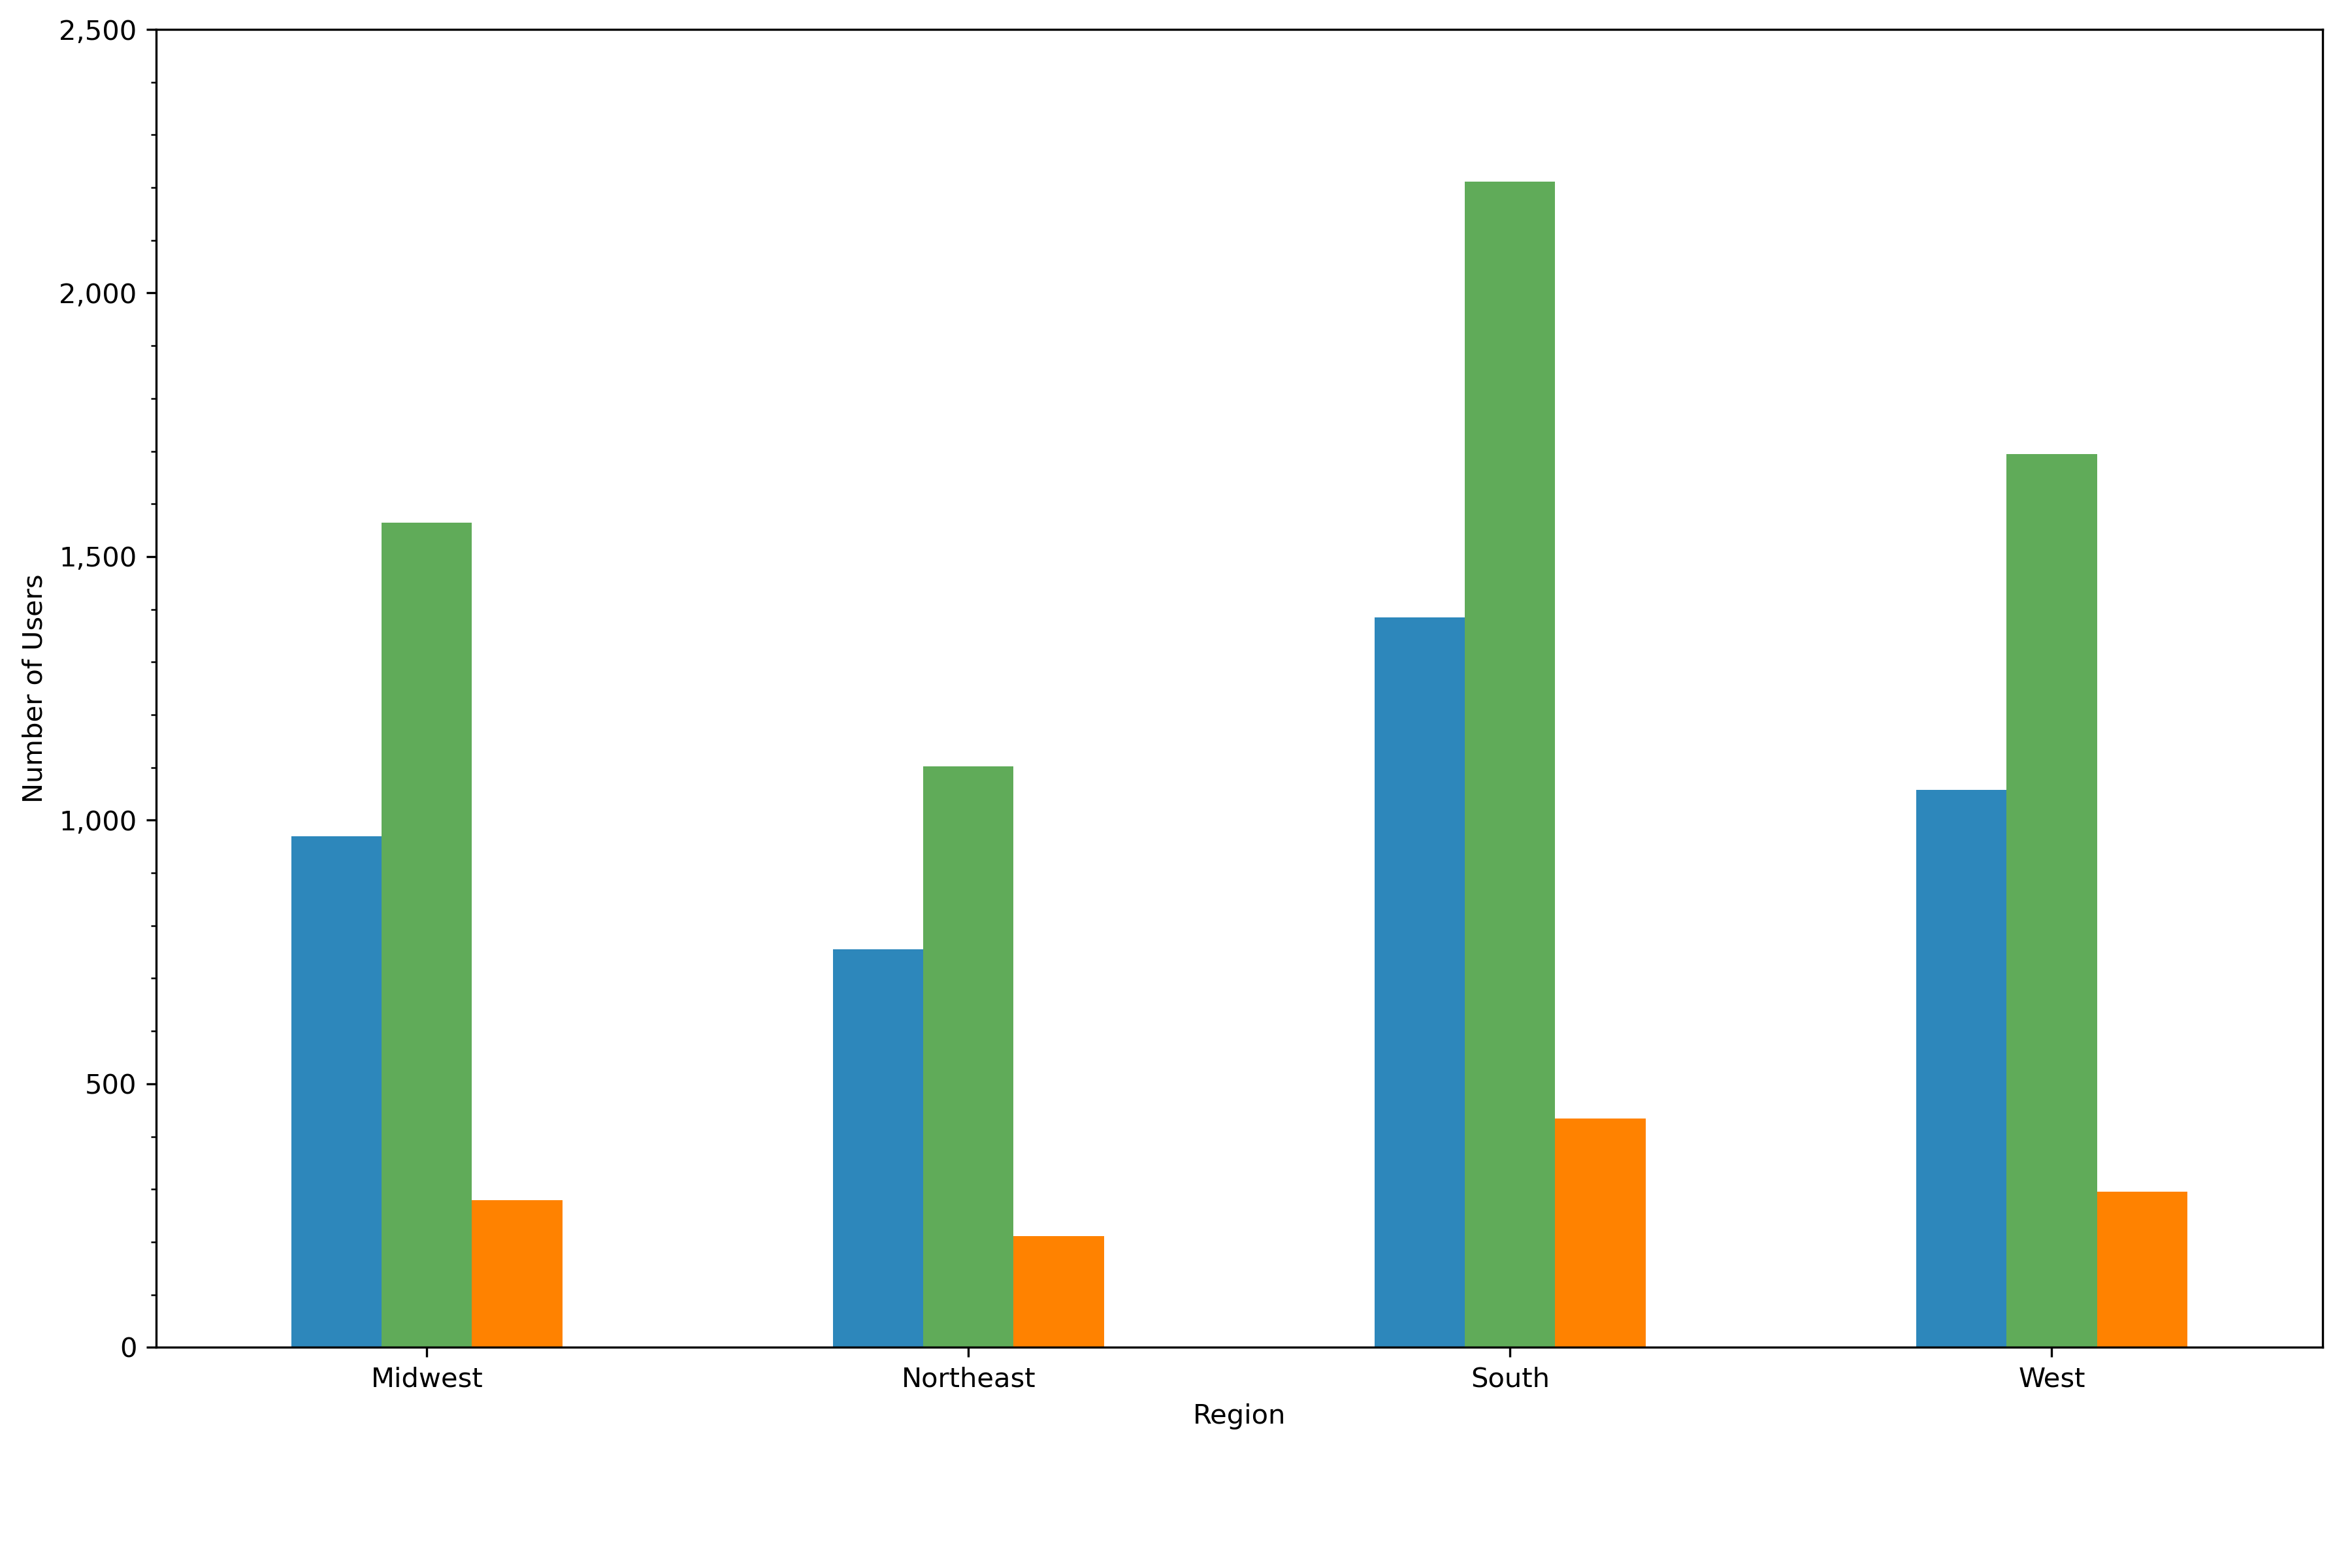 2,500
2,000
1,500
1,000
500
0
Number of Users
Midwest
Northeast
South
West
Region